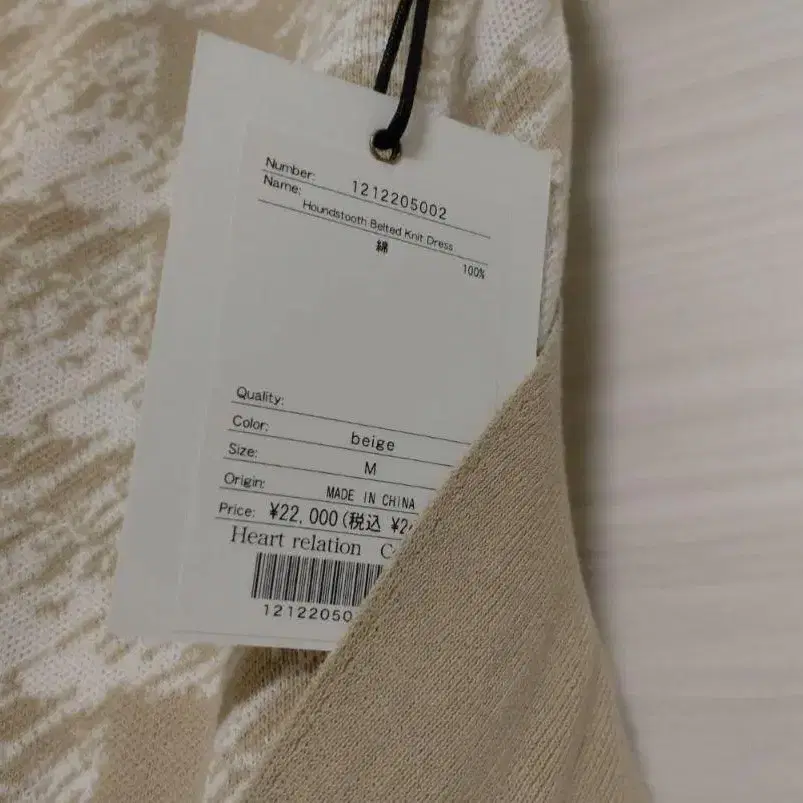 Number: 1212205002
Name: Houndstooth Belted Knit Dress
綿 100%
Quality:
Color: beige
Size: M
Origin: MADE IN CHINA
Price: ¥22,000(税込 ¥2
Heart relation C
12122050